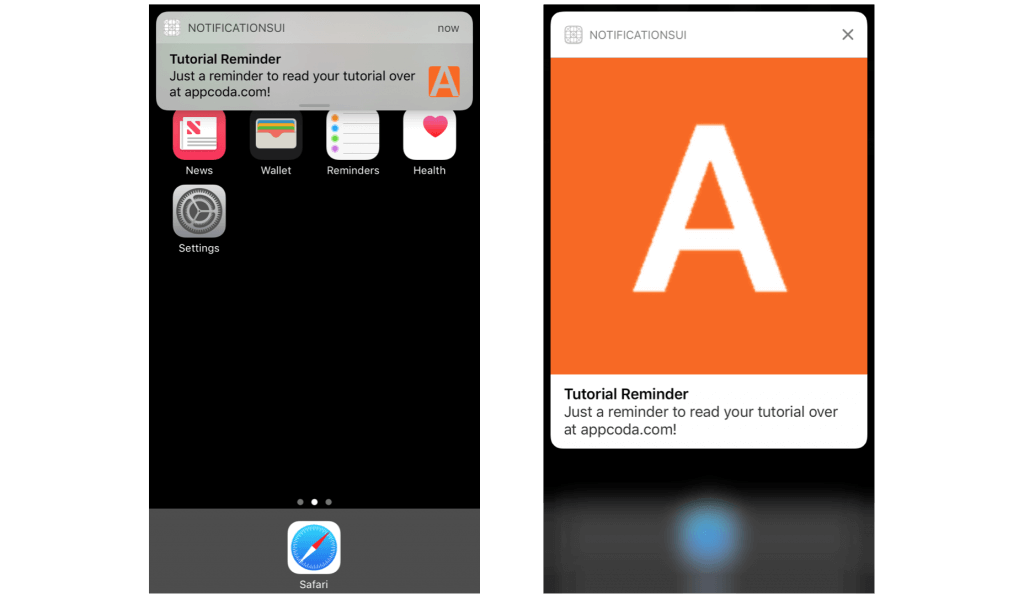 NOTIFICATIONSUI now
Tutorial Reminder
Just a reminder to read your tutorial over
at appcoda.com!
A
News Wallet Reminders Health
Settings
Safari
NOTIFICATIONSUI
A
Tutorial Reminder
Just a reminder to read your tutorial over
at appcoda.com!